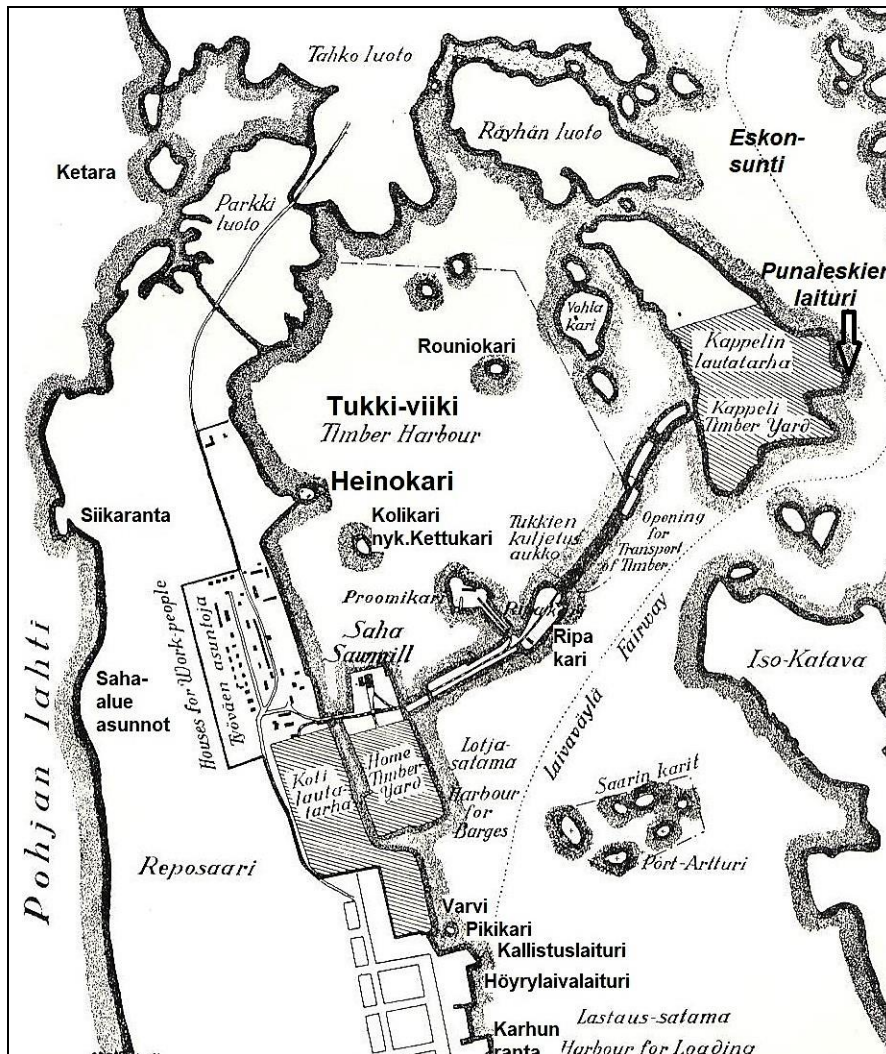 Tahko luoto
Räyhän luoto
Eskon-
sunti
Ketara
Parkki
luoto
Punaleskien
laituri
Vohla
kari
Kappelin
lautatarha
Kappeli
Timber Yard
Rouniokari
Tukki-viiki
Timber Harbour
Heinokari
Siikaranta
Kolikari
nyk.Kettukari
Tukkien
kuljetus
aukko
Opening
for
Transport
of Timber
Proomikari
Ripa
kari
Saha
Sawmill
Houses for Work-people
Työväen asuntoja
Saha-
alue
asunnot
Iso-Katava
Laivaväylä Fairway
Koti
lauta-
tarha
Home
Timber
Yard
Lotja-
satama
Harbour
for
Barges
Saarin karit
Port-Artturi
Pohjan lahti
Reposaari
Varvi
Pikikari
Kallistuslaituri
Höyrylaivalaituri
Karhun
ranta
Lastaus-satama
Harbour for Loading